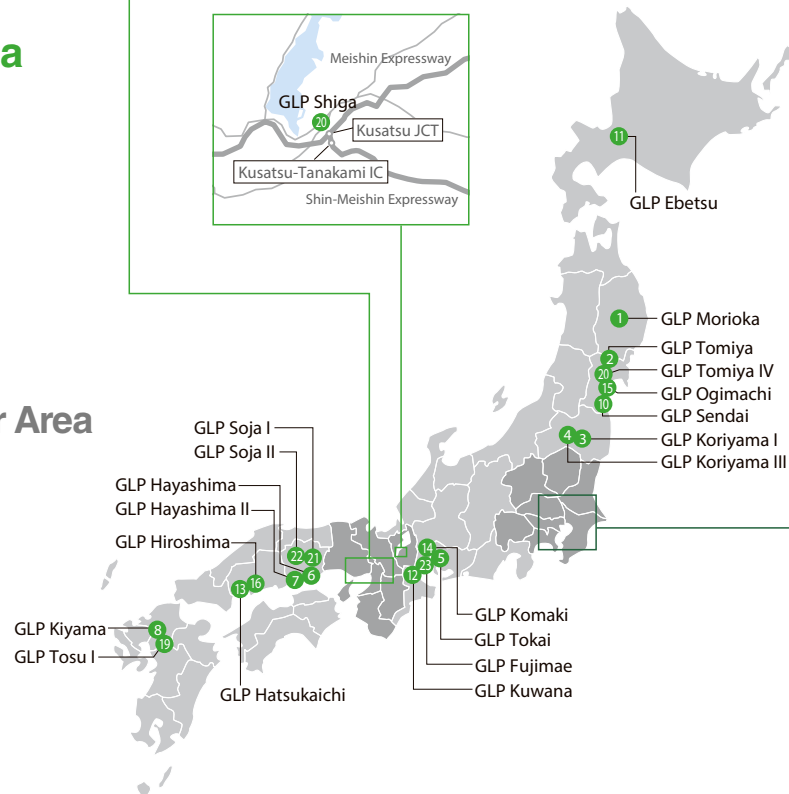 a
Meishin Expressway
GLP Shiga
20
Kusatsu JCT
Kusatsu-Tanakami IC
Shin-Meishin Expressway
11
GLP Ebetsu
1
GLP Morioka
2
GLP Tomiya
20
GLP Tomiya IV
15
GLP Ogimachi
10
GLP Sendai
4
3
GLP Koriyama I
GLP Koriyama III
r Area
GLP Soja I
GLP Soja II
GLP Hayashima
GLP Hayashima II
GLP Hiroshima
22
21
7
6
13
16
14
5
23
12
GLP Komaki
GLP Tokai
GLP Fujimae
GLP Kuwana
GLP Kiyama
8
GLP Tosu I
19
GLP Hatsukaichi